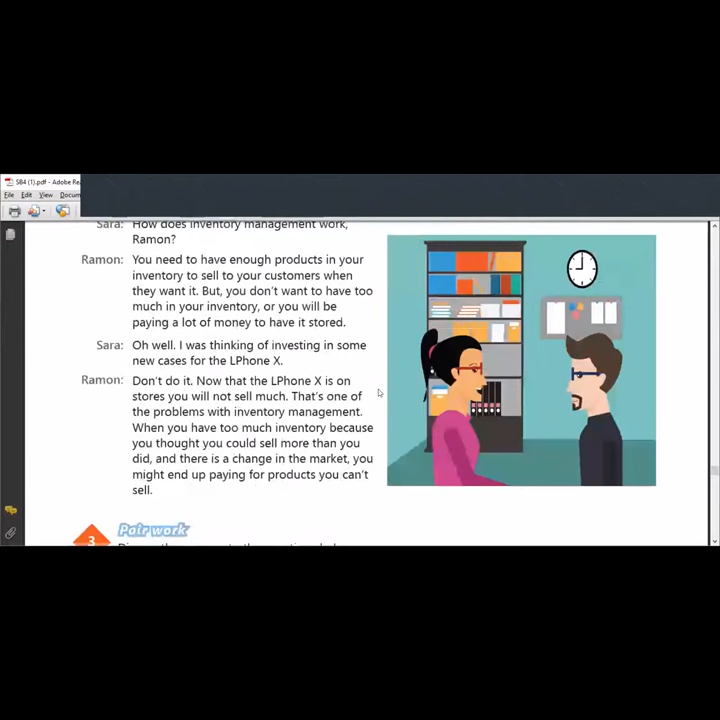 SB4 (1).pdf - Adobe Re
File Edit View Docum
Sara: How does inventory management work,
Ramon?
Ramon: You need to have enough products in your
inventory to sell to your customers when
they want it. But, you don't want to have too
much in your inventory, or you will be
paying a lot of money to have it stored.
Sara: Oh well. I was thinking of investing in some
new cases for the LPhone X.
Ramon: Don't do it. Now that the LPhone X is on
stores you will not sell much. That's one of
the problems with inventory management.
When you have too much inventory because
you thought you could sell more than you
did, and there is a change in the market, you
might end up paying for products you can't
sell.
3 Pair work